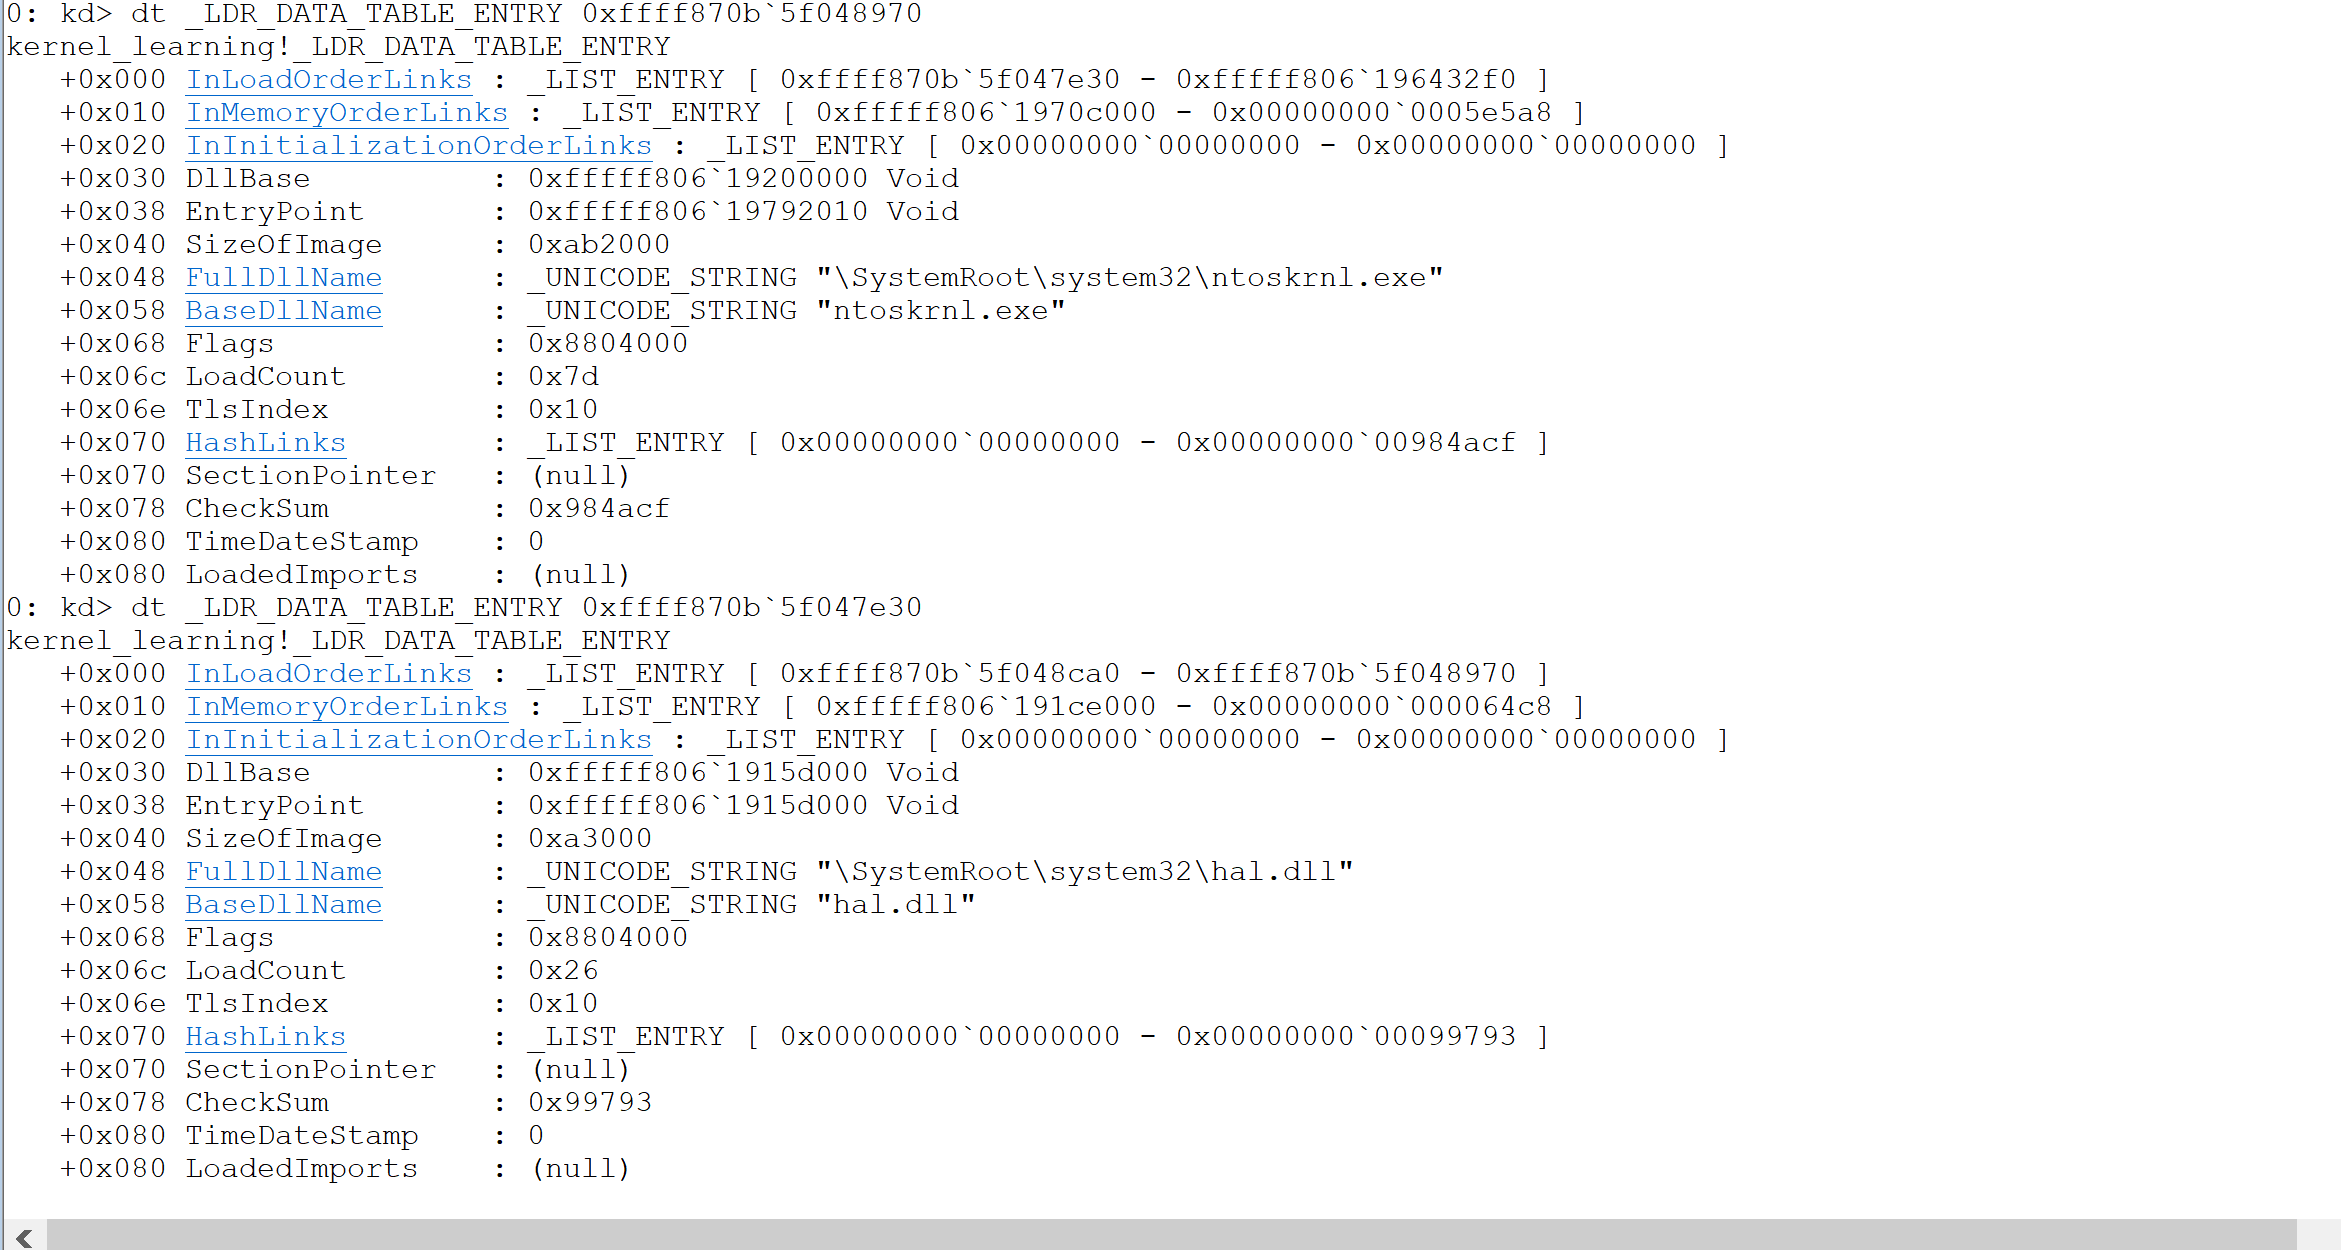 0: kd> dt _LDR_DATA_TABLE_ENTRY 0xffff870b`5f048970
kernel_learning!_LDR_DATA_TABLE_ENTRY
   +0x000 InLoadOrderLinks : _LIST_ENTRY [ 0xffff870b`5f047e30 - 0xfffff806`196432f0 ]
   +0x010 InMemoryOrderLinks : _LIST_ENTRY [ 0xfffff806`1970c000 - 0x00000000`0005e5a8 ]
   +0x020 InInitializationOrderLinks : _LIST_ENTRY [ 0x00000000`00000000 - 0x00000000`00000000 ]
   +0x030 DllBase          : 0xfffff806`19200000 Void
   +0x038 EntryPoint       : 0xfffff806`19792010 Void
   +0x040 SizeOfImage      : 0xab2000
   +0x048 FullDllName      : _UNICODE_STRING "\SystemRoot\system32\ntoskrnl.exe"
   +0x058 BaseDllName      : _UNICODE_STRING "ntoskrnl.exe"
   +0x068 Flags            : 0x8804000
   +0x06c LoadCount        : 0x7d
   +0x06e TlsIndex         : 0x10
   +0x070 HashLinks        : _LIST_ENTRY [ 0x00000000`00000000 - 0x00000000`00984acf ]
   +0x070 SectionPointer   : (null)
   +0x078 CheckSum         : 0x984acf
   +0x080 TimeDateStamp    : 0
   +0x080 LoadedImports    : (null)
0: kd> dt _LDR_DATA_TABLE_ENTRY 0xffff870b`5f047e30
kernel_learning!_LDR_DATA_TABLE_ENTRY
   +0x000 InLoadOrderLinks : _LIST_ENTRY [ 0xffff870b`5f048ca0 - 0xffff870b`5f048970 ]
   +0x010 InMemoryOrderLinks : _LIST_ENTRY [ 0xfffff806`191ce000 - 0x00000000`000064c8 ]
   +0x020 InInitializationOrderLinks : _LIST_ENTRY [ 0x00000000`00000000 - 0x00000000`00000000 ]
   +0x030 DllBase          : 0xfffff806`1915d000 Void
   +0x038 EntryPoint       : 0xfffff806`1915d000 Void
   +0x040 SizeOfImage      : 0xa3000
   +0x048 FullDllName      : _UNICODE_STRING "\SystemRoot\system32\hal.dll"
   +0x058 BaseDllName      : _UNICODE_STRING "hal.dll"
   +0x068 Flags            : 0x8804000
   +0x06c LoadCount        : 0x26
   +0x06e TlsIndex         : 0x10
   +0x070 HashLinks        : _LIST_ENTRY [ 0x00000000`00000000 - 0x00000000`00099793 ]
   +0x070 SectionPointer   : (null)
   +0x078 CheckSum         : 0x99793
   +0x080 TimeDateStamp    : 0
   +0x080 LoadedImports    : (null)